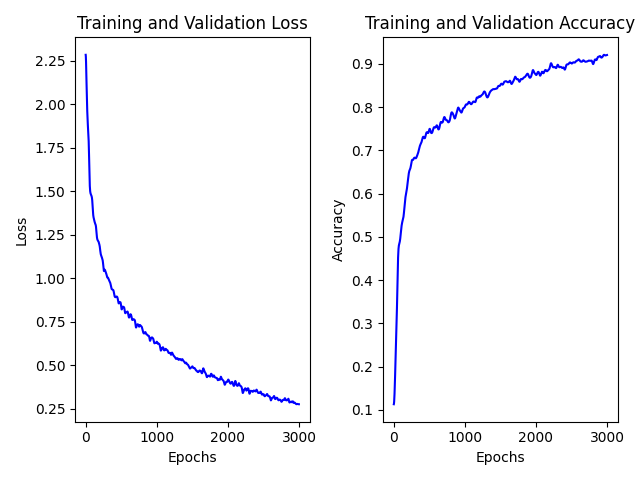 Training and Validation Loss
2.25
2.00
1.75
1.50
1.25
1.00
0.75
0.50
0.25
Loss
0 1000 2000 3000
Epochs
Training and Validation Accuracy
0.9
0.8
0.7
0.6
0.5
0.4
0.3
0.2
0.1
Accuracy
0 1000 2000 3000
Epochs